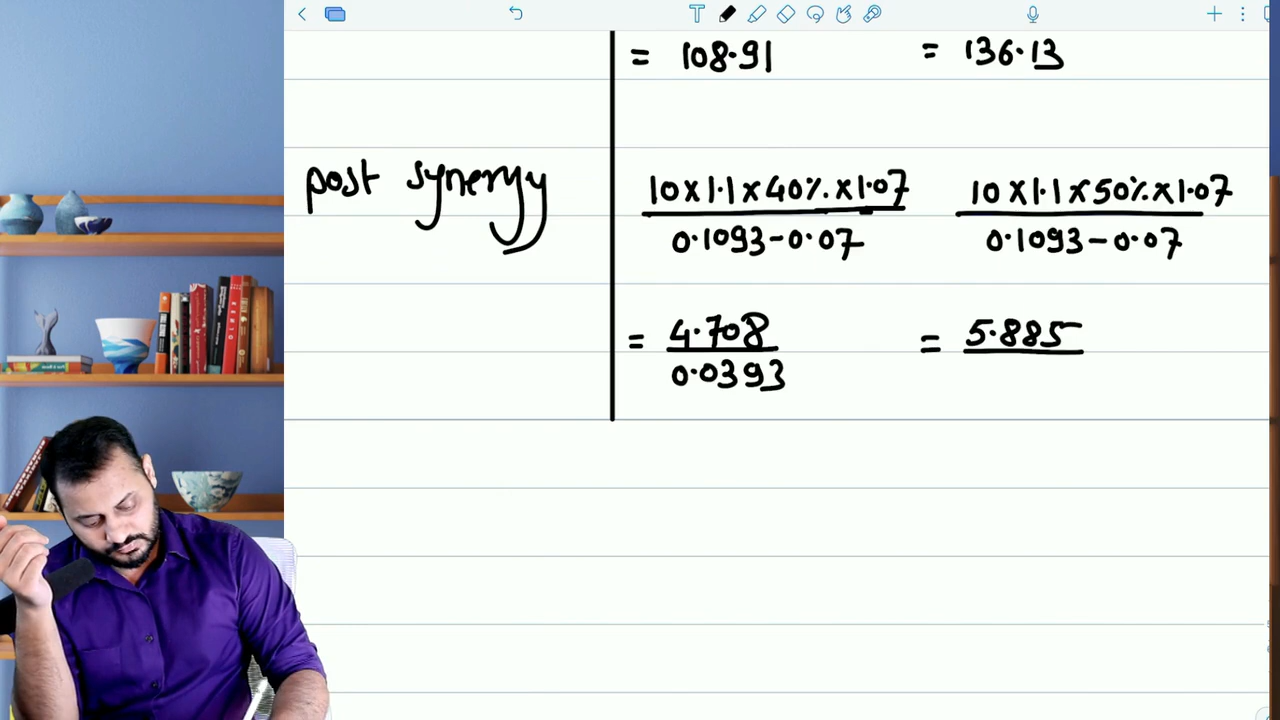 = 108.91 = 136.13
post synergy
10 x 1.1 x 40% x 1.07 10 x 1.1 x 50% x 1.07
0.1093 - 0.07 0.1093 - 0.07
= 4.708 = 5.885
0.0393